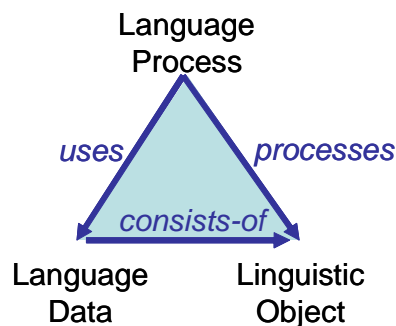 Language
Process
uses
processes
consists-of
Language
Data
Linguistic
Object